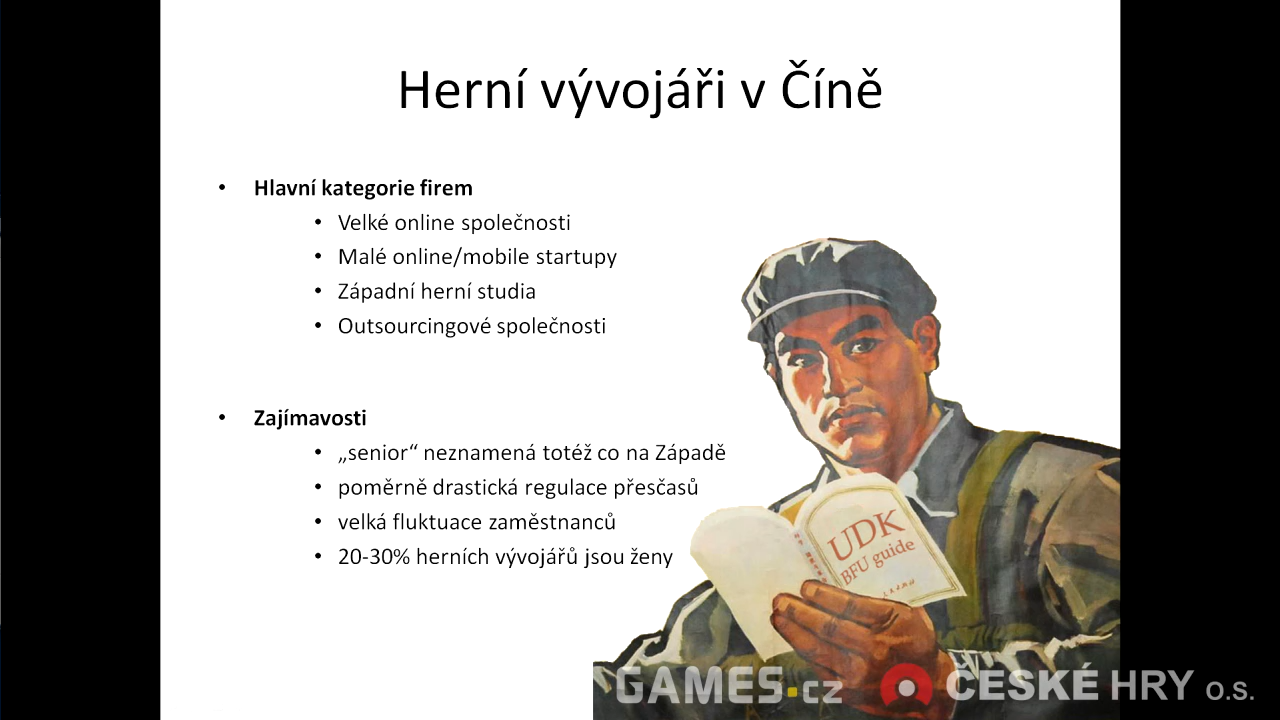 Herní vývojáři v Číně
• Hlavní kategorie firem
• Velké online společnosti
• Malé online/mobile startupy
• Západní herní studia
• Outsourcingové společnosti
• Zajímavosti
• „senior“ neznamená totéž co na Západě
• poměrně drastická regulace přesčasů
• velká fluktuace zaměstnanců
• 20-30% herních vývojářů jsou ženy
UDK
BFU guide
GAMES.cz
ČESKÉ HRY o.s.